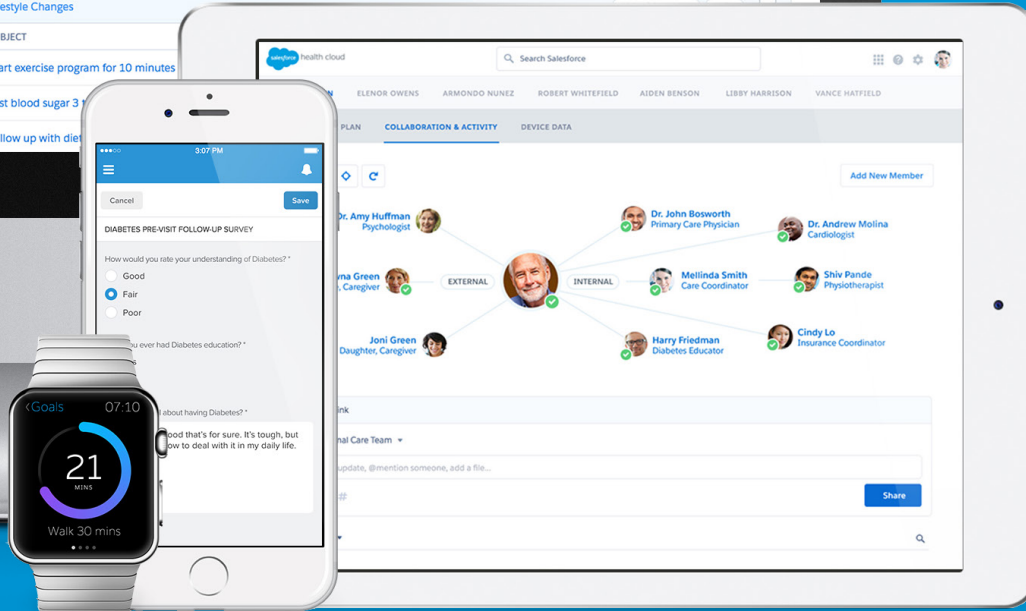 estyle Changes
BJECT
art exercise program for 10 minutes
st blood sugar 3
llow up with diet
3:07 PM
Cancel
Save
DIABETES PRE-VISIT FOLLOW-UP SURVEY
How would you rate your understanding of Diabetes? *
Good
Fair
Poor
ou ever had Diabetes education? *
about having Diabetes? *
ood that's for sure. It's tough, but
ow to deal with it in my daily life.
Goals
07:10
21
MINS
Walk 30 mins
salesforce health cloud
Search Salesforce
ELENOR OWENS
ARMONDO NUNEZ
ROBERT WHITEFIELD
AIDEN BENSON
LIBBY HARRISON
VANCE HATFIELD
PLAN
COLLABORATION & ACTIVITY
DEVICE DATA
Add New Member
Dr. Amy Huffman
Psychologist
Dr. John Bosworth
Primary Care Physician
Dr. Andrew Molina
Cardiologist
na Green
, Caregiver
EXTERNAL
INTERNAL
Mellinda Smith
Care Coordinator
Shiv Pande
Physiotherapist
Joni Green
Daughter, Caregiver
Harry Friedman
Diabetes Educator
Cindy Lo
Insurance Coordinator
ink
nal Care Team
update, @mention someone, add a file...
#
Share